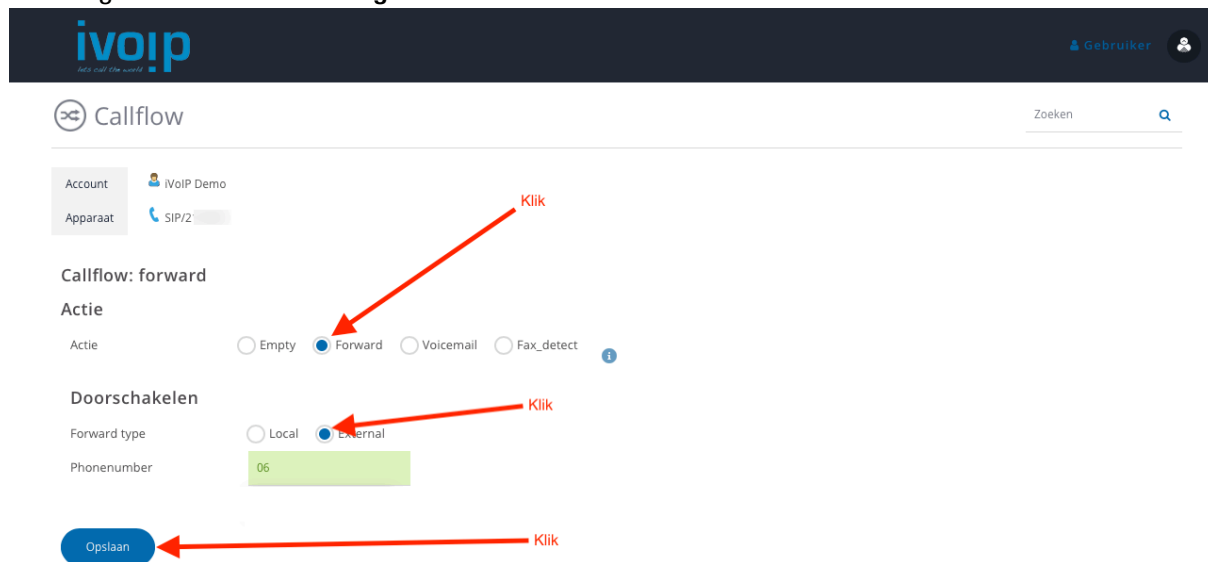 ivoip
lets call the world
Gebruiker
Callflow
Zoeken
Account iVoIP Demo
Apparaat SIP/2
Klik
Callflow: forward
Actie
Actie Empty Forward Voicemail Fax_detect
Doorschakelen
Klik
Forward type Local External
Phonenumber 06
Opslaan
Klik